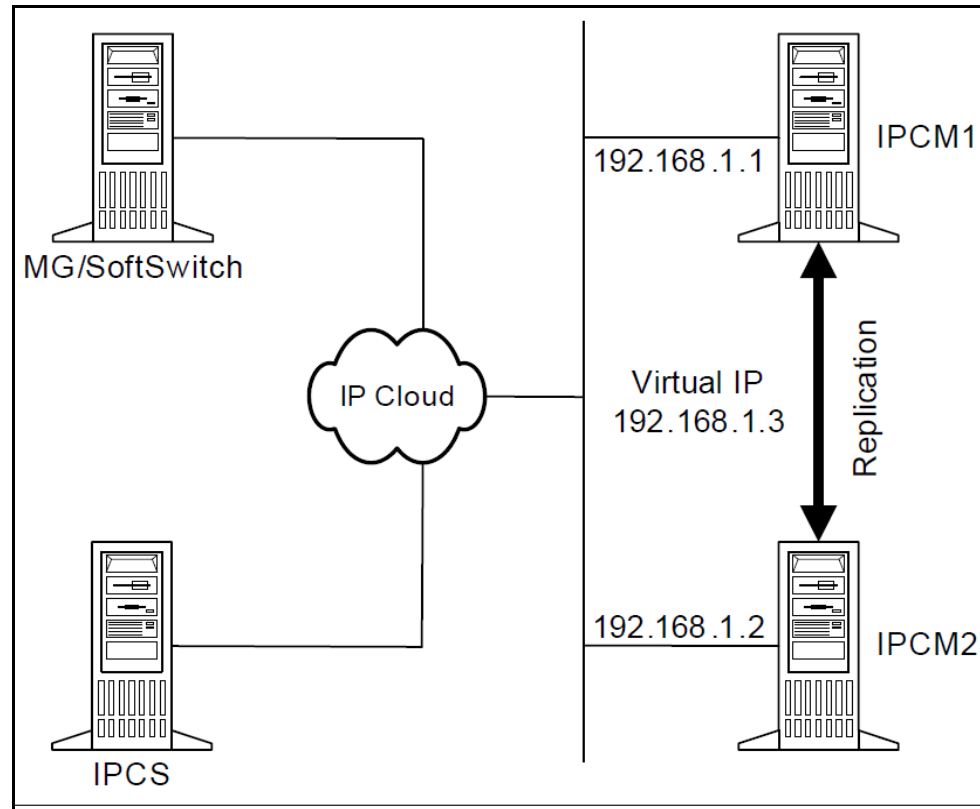 MG/SoftSwitch
192.168.1.1
IPCM1
IP Cloud
Virtual IP
192.168.1.3
Replication
192.168.1.2
IPCM2
IPCS